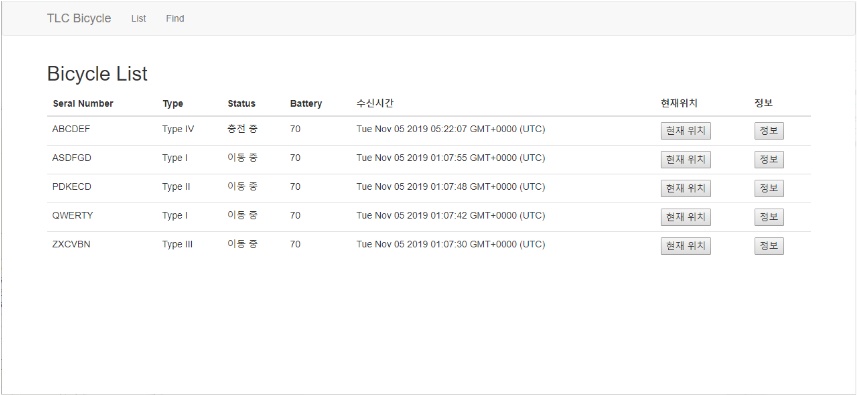 TLC Bicycle List Find
Bicycle List
Seral Number Type Status Battery 수신시간 현재위치 정보
ABCDEF Type IV 충전 중 70 Tue Nov 05 2019 05:22:07 GMT+0000 (UTC) 현재 위치 정보
ASDFGD Type I 이동 중 70 Tue Nov 05 2019 01:07:55 GMT+0000 (UTC) 현재 위치 정보
PDKECD Type II 이동 중 70 Tue Nov 05 2019 01:07:48 GMT+0000 (UTC) 현재 위치 정보
QWERTY Type I 이동 중 70 Tue Nov 05 2019 01:07:42 GMT+0000 (UTC) 현재 위치 정보
ZXCVBN Type III 이동 중 70 Tue Nov 05 2019 01:07:30 GMT+0000 (UTC) 현재 위치 정보